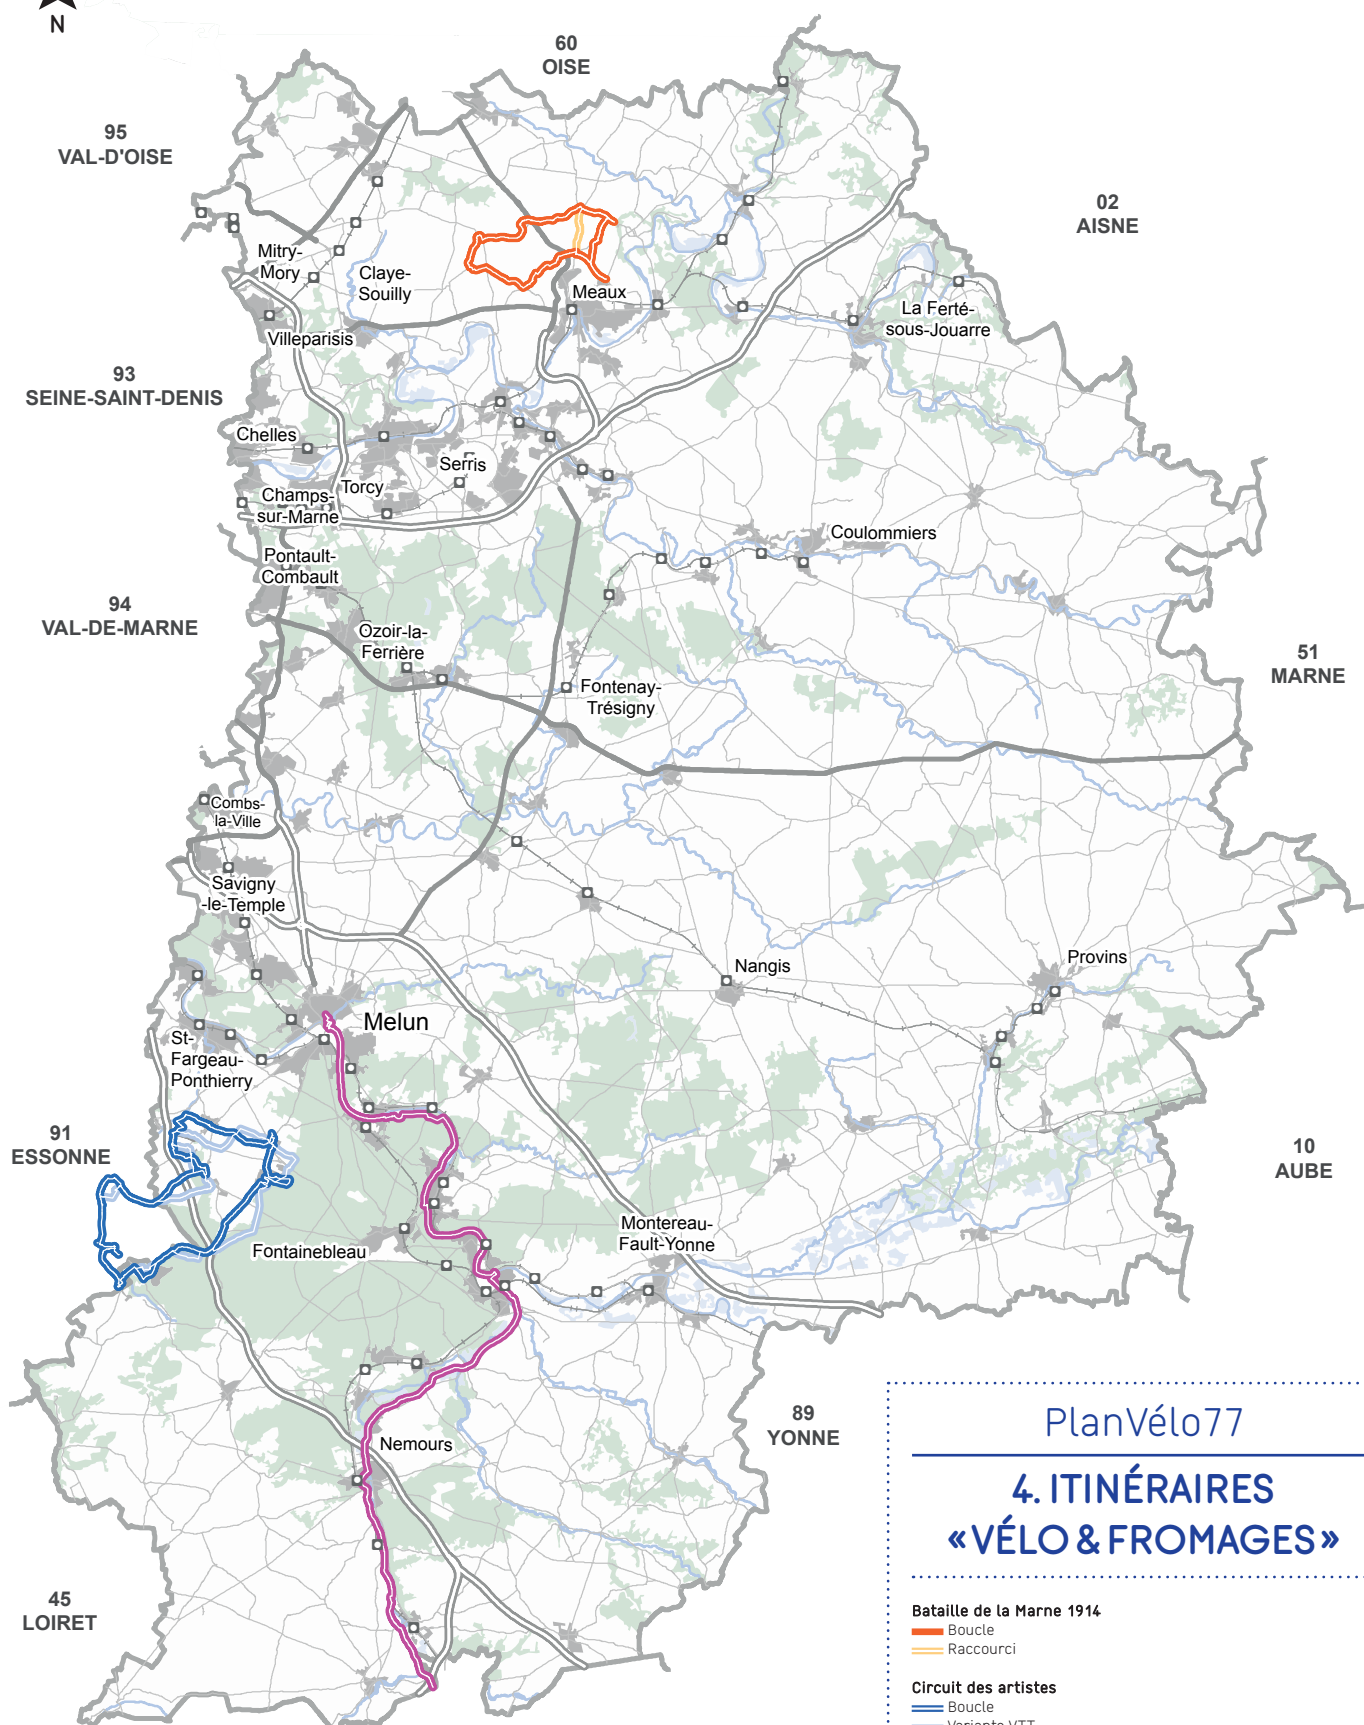 N
60
OISE
95
VAL-D'OISE
02
AISNE
Mitry-
Mory
Claye-
Souilly
Meaux
La Ferté-
sous-Jouarre
Villeparisis
93
SEINE-SAINT-DENIS
Chelles
Serris
Torcy
Champs-
sur-Marne
Coulommiers
Pontault-
Combault
94
VAL-DE-MARNE
Ozoir-la-
Ferrière
51
MARNE
Fontenay-
Trésigny
Combs-
la-Ville
Savigny
-le-Temple
Nangis
Provins
Melun
St-
Fargeau-
Ponthierry
91
ESSONNE
10
AUBE
Montereau-
Fault-Yonne
Fontainebleau
89
YONNE
Nemours
45
LOIRET
PlanVélo77
4. ITINÉRAIRES
«VÉLO & FROMAGES»
Bataille de la Marne 1914
Boucle
Raccourci
Circuit des artistes
Boucle
Variante VTT